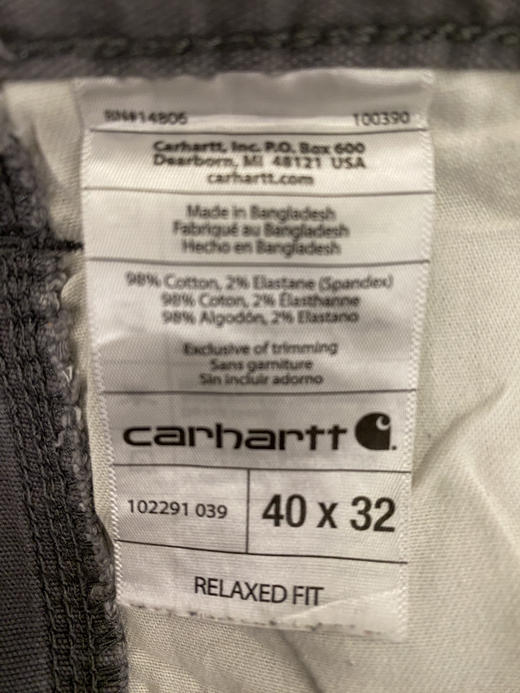 RN#14806 100390
Carhartt, Inc. P.O. Box 600
Dearborn, MI 48121 USA
carhartt.com
Made in Bangladesh
Fabriqué au Bangladesh
Hecho en Bangladesh
98% Cotton, 2% Elastane (Spandex)
98% Coton, 2% Élasthanne
98% Algodón, 2% Elastano
Exclusive of trimming
Sans garniture
Sin incluir adorno
carhartt
102291 039 40 x 32
RELAXED FIT